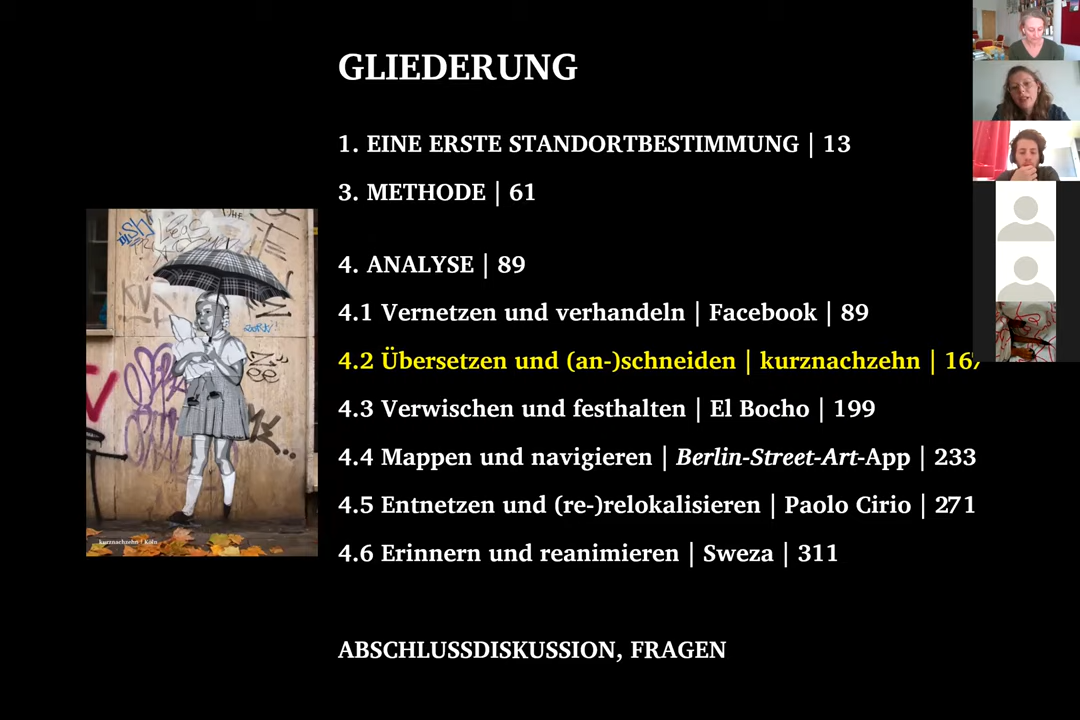 GLIEDERUNG
1. EINE ERSTE STANDORTBESTIMMUNG | 13
3. METHODE | 61
4. ANALYSE | 89
4.1 Vernetzen und verhandeln | Facebook | 89
4.2 Übersetzen und (an-)schneiden | kurznachzehn |
4.3 Verwischen und festhalten | El Bocho | 199
4.4 Mappen und navigieren | Berlin-Street-Art-App | 233
4.5 Entnetzen und (re-)relokalisieren | Paolo Cirio | 271
4.6 Erinnern und reanimieren | Sweza | 311
ABSCHLUSSDISKUSSION, FRAGEN
kurznachzehn | Köln